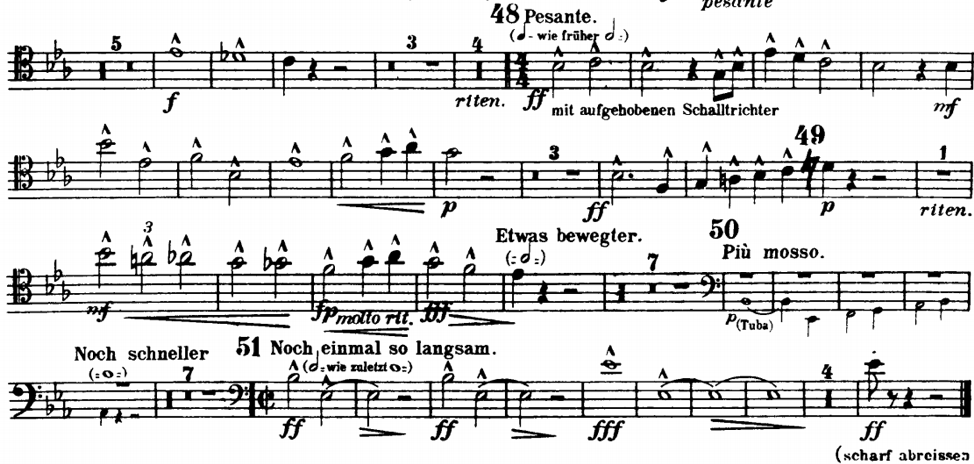 pesante
48 Pesante.
5 (𝅗𝅥 - wie früher 𝅗𝅥 .)
3 4
f riten. ff mit aufgehobenen Schalltrichter mf
49
3 1
p ff p riten.
50
3 Etwas bewegter. Più mosso.
(𝅗𝅥 = 𝅗𝅥 .)
7
mf fp molto rit. fff p (Tuba)
Noch schneller 51 Noch einmal so langsam.
(𝅗𝅥 = 𝅝 =) (𝅗𝅥 = wie zuletzt 𝅝 =)
7 4
ff ff fff ff
(scharf abreissen